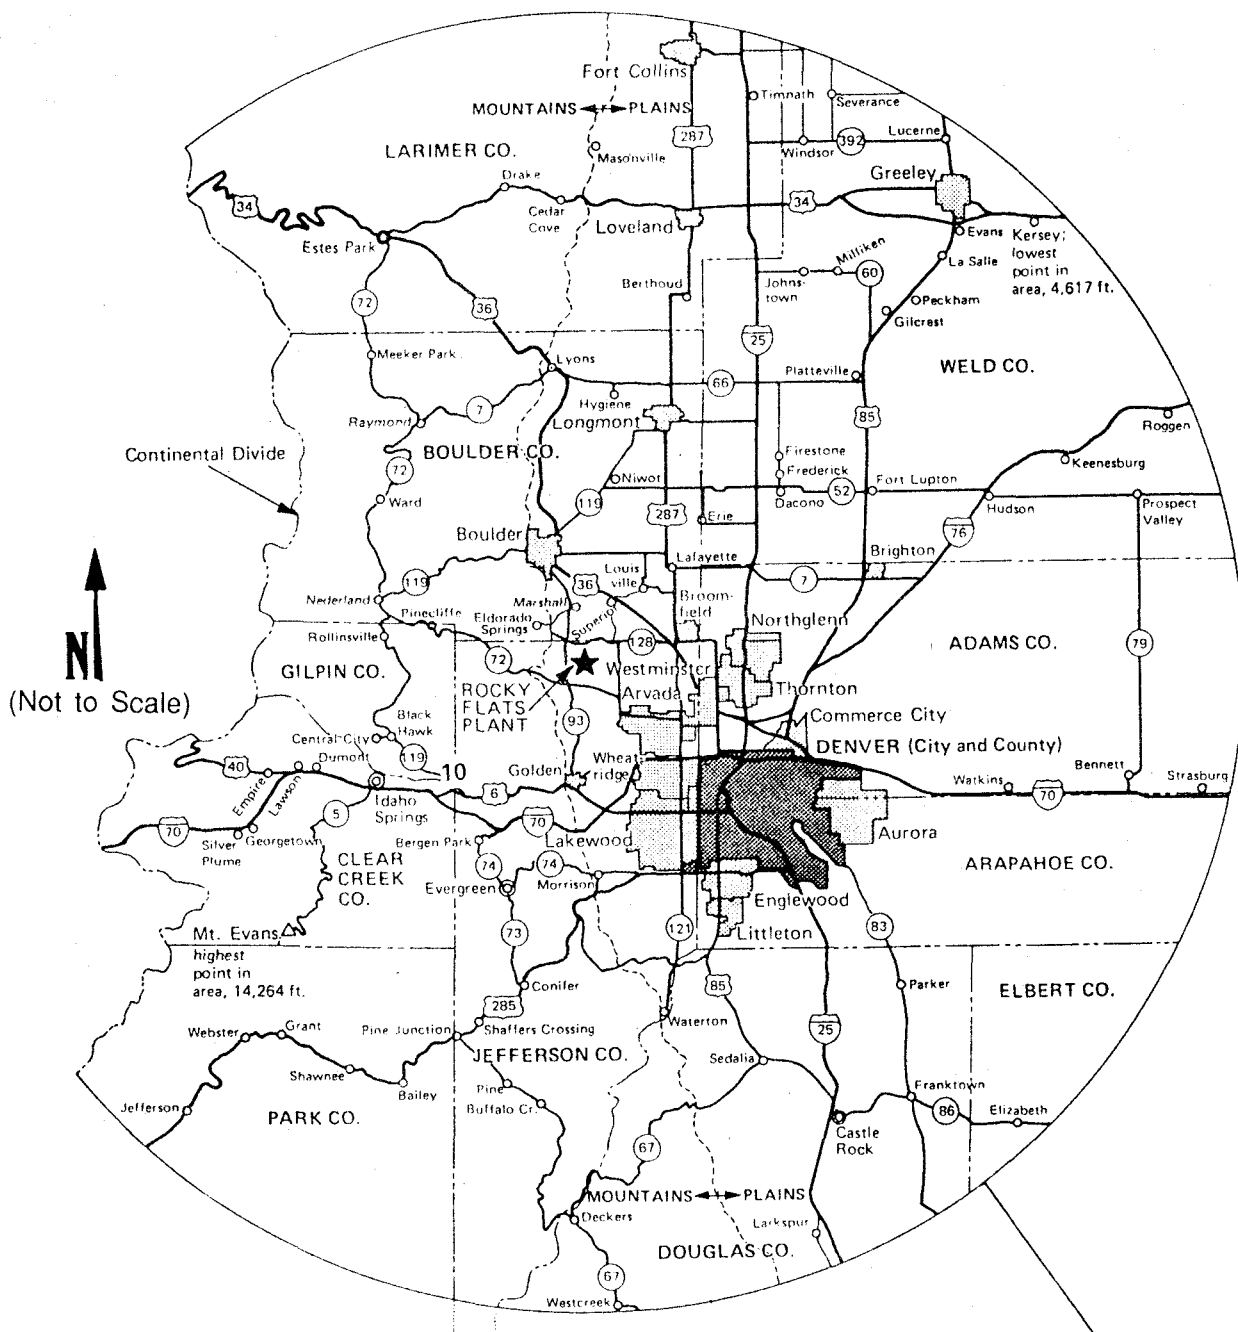 Fort Collins
Timnath
Severance
MOUNTAINS PLAINS
287
Lucerne
392
Windsor
LARIMER CO.
Masonville
Greeley
Drake
34
34
Cedar
Cove
Loveland
Evans
Kersey;
lowest
point in
area, 4,617 ft.
Estes Park
Milliken
La Salle
Berthoud
Johns-
town
60
72
36
Peckham
Gilcrest
25
Meeker Park
Lyons
WELD CO.
Platteville
66
Hygiene
7
Longmont
85
Roggen
Raymond
Continental Divide
BOULDER CO.
Firestone
Keenesburg
72
Niwot
Frederick
Fort Lupton
52
Dacono
Ward
119
287
Erie
Hudson
Prospect
Valley
Boulder
76
Brighton
Lafayette
119
Louis
ville
36
7
Nederland
Marshall
Broom-
field
Pinecliffe
Eldorado
Springs
Superior
Northglenn
Rollinsville
128
ADAMS CO.
79
N
GILPIN CO.
72
Westminster
(Not to Scale)
ROCKY
FLATS
PLANT
Arvada
Thornton
93
Black
Hawk
Commerce City
Central City
DENVER (City and County)
Dumont
119
10
Golden
Wheat
ridge
40
Empire
Lawson
Watkins
Bennett
Strasburg
6
70
Idaho
Springs
5
70
70
Silver
Plume
Georgetown
Bergen Park
Lakewood
Aurora
CLEAR
CREEK
CO.
74
74
Morrison
ARAPAHOE CO.
Evergreen
Englewood
Mt. Evans
highest
point in
area, 14,264 ft.
73
121
Littleton
83
Conifer
85
Parker
ELBERT CO.
285
Webster
Grant
Pine Junction
Shaffers Crossing
Waterton
25
JEFFERSON CO.
Sedalia
Shawnee
Bailey
Pine
Franktown
Jefferson
Buffalo Cr.
86
Elizabeth
PARK CO.
Castle
Rock
67
MOUNTAINS PLAINS
Deckers
Larkspur
DOUGLAS CO.
67
Westcreek